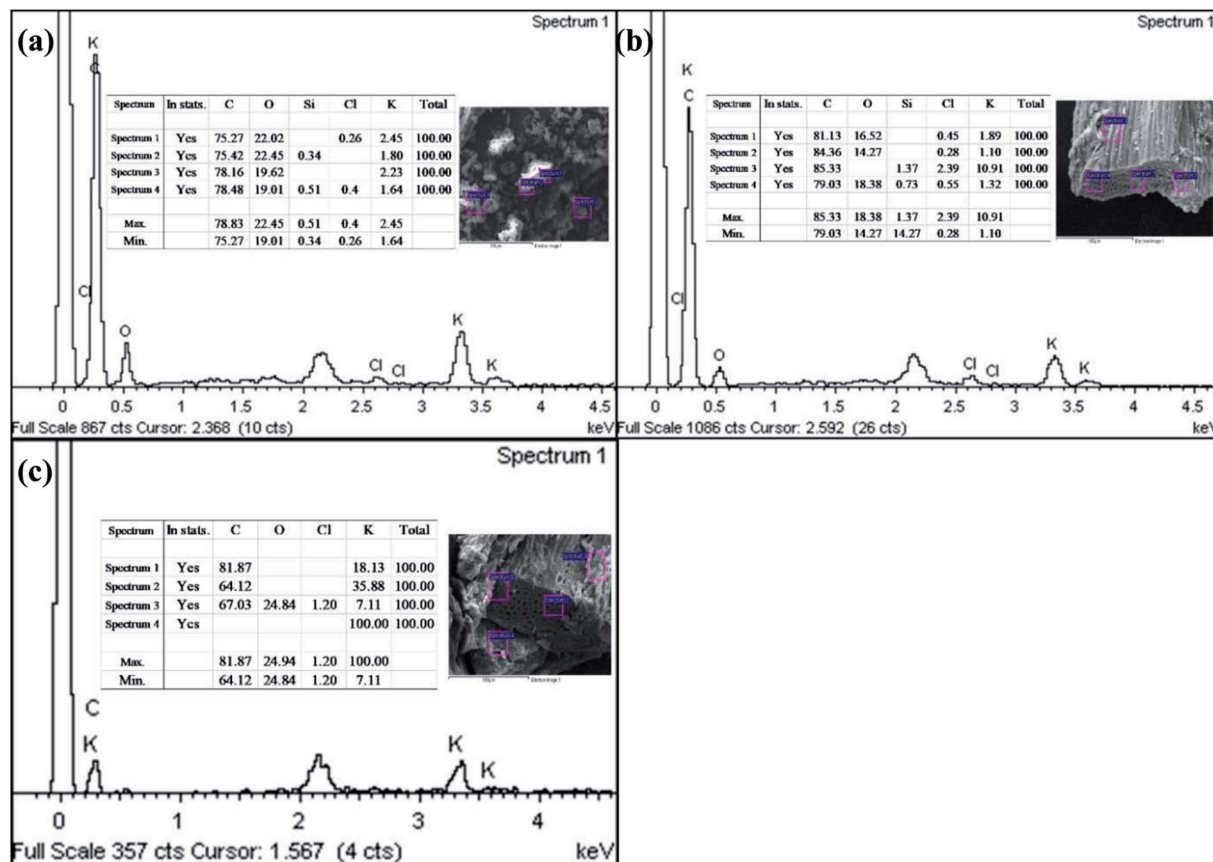 (a)
Spectrum 1
K
C
Spectrum In stats. C O Si Cl K Total
Spectrum 1 Yes 75.27 22.02 0.26 2.45 100.00
Spectrum 2 Yes 75.42 22.45 0.34 1.80 100.00
Spectrum 3 Yes 78.16 19.62 2.23 100.00
Spectrum 4 Yes 78.48 19.01 0.51 0.4 1.64 100.00
Max. 78.83 22.45 0.51 0.4 2.45
Min. 75.27 19.01 0.34 0.26 1.64
Cl
O
Cl
Cl
K
K
0 0.5 1 1.5 2 2.5 3 3.5 4 4.5
Full Scale 867 cts Cursor: 2.368 (10 cts) keV
(b)
Spectrum 1
K
C
Spectrum In stats. C O Si Cl K Total
Spectrum 1 Yes 81.13 16.52 0.45 1.89 100.00
Spectrum 2 Yes 84.36 14.27 0.28 1.10 100.00
Spectrum 3 Yes 85.33 1.37 2.39 10.91 100.00
Spectrum 4 Yes 79.03 18.38 0.73 0.55 1.32 100.00
Max. 85.33 18.38 1.37 2.39 10.91
Min. 79.03 14.27 14.27 0.28 1.10
Cl
O
Cl
Cl
K
K
0 0.5 1 1.5 2 2.5 3 3.5 4 4.5
Full Scale 1086 cts Cursor: 2.592 (26 cts) keV
(c)
Spectrum 1
Spectrum In stats. C O Cl K Total
Spectrum 1 Yes 81.87 18.13 100.00
Spectrum 2 Yes 64.12 35.88 100.00
Spectrum 3 Yes 67.03 24.84 1.20 7.11 100.00
Spectrum 4 Yes 100.00 100.00
Max. 81.87 24.94 1.20 100.00
Min. 64.12 24.84 1.20 7.11
C
K
K
K
0 1 2 3 4
Full Scale 357 cts Cursor: 1.567 (4 cts) keV